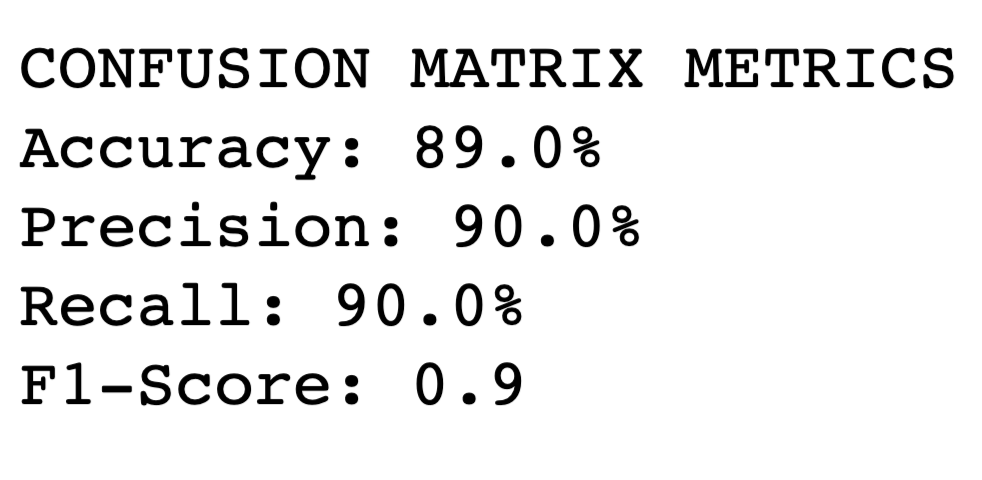 CONFUSION MATRIX METRICS
Accuracy: 89.0%
Precision: 90.0%
Recall: 90.0%
F1-Score: 0.9